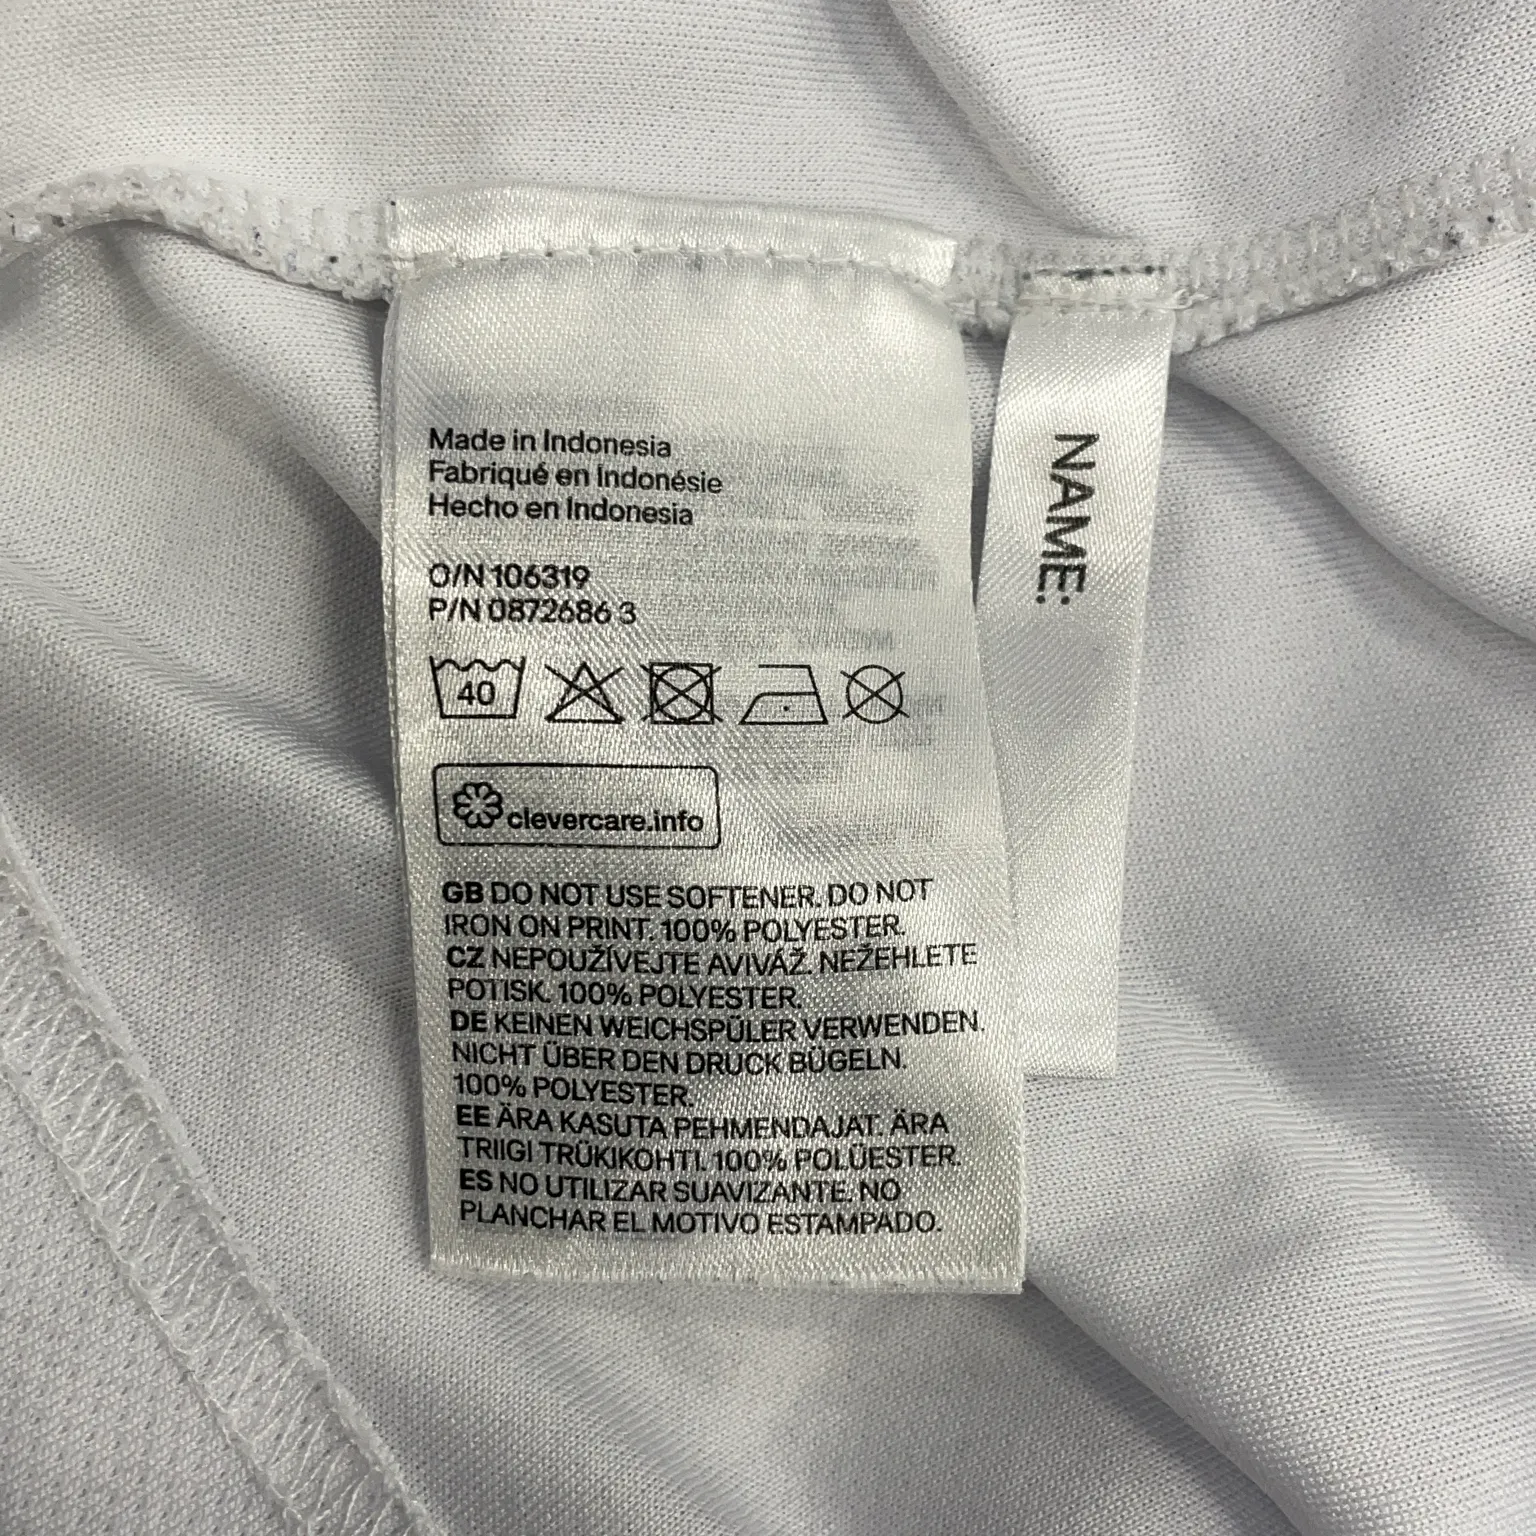 Made in Indonesia
Fabriqué en Indonésie
Hecho en Indonesia
O/N 106319
P/N 0872686 3
40
clevercare.info
GB DO NOT USE SOFTENER. DO NOT
IRON ON PRINT. 100% POLYESTER.
CZ NEPOUŽÍVEJTE AVIVÁŽ. NEŽEHLETE
POTISK. 100% POLYESTER.
DE KEINEN WEICHSPÜLER VERWENDEN.
NICHT ÜBER DEN DRUCK BÜGELN.
100% POLYESTER.
EE ÄRA KASUTA PEHMENDAJAT. ÄRA
TRIIGI TRÜKIKOHTI. 100% POLÜESTER.
ES NO UTILIZAR SUAVIZANTE. NO
PLANCHAR EL MOTIVO ESTAMPADO.
NAME: